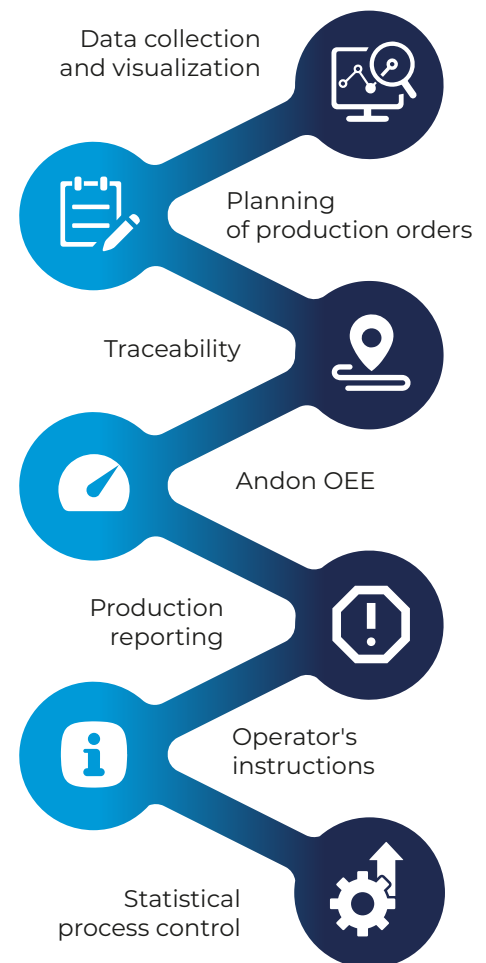 Data collection
and visualization
Planning
of production orders
Traceability
Andon OEE
Production
reporting
Operator's
instructions
Statistical
process control